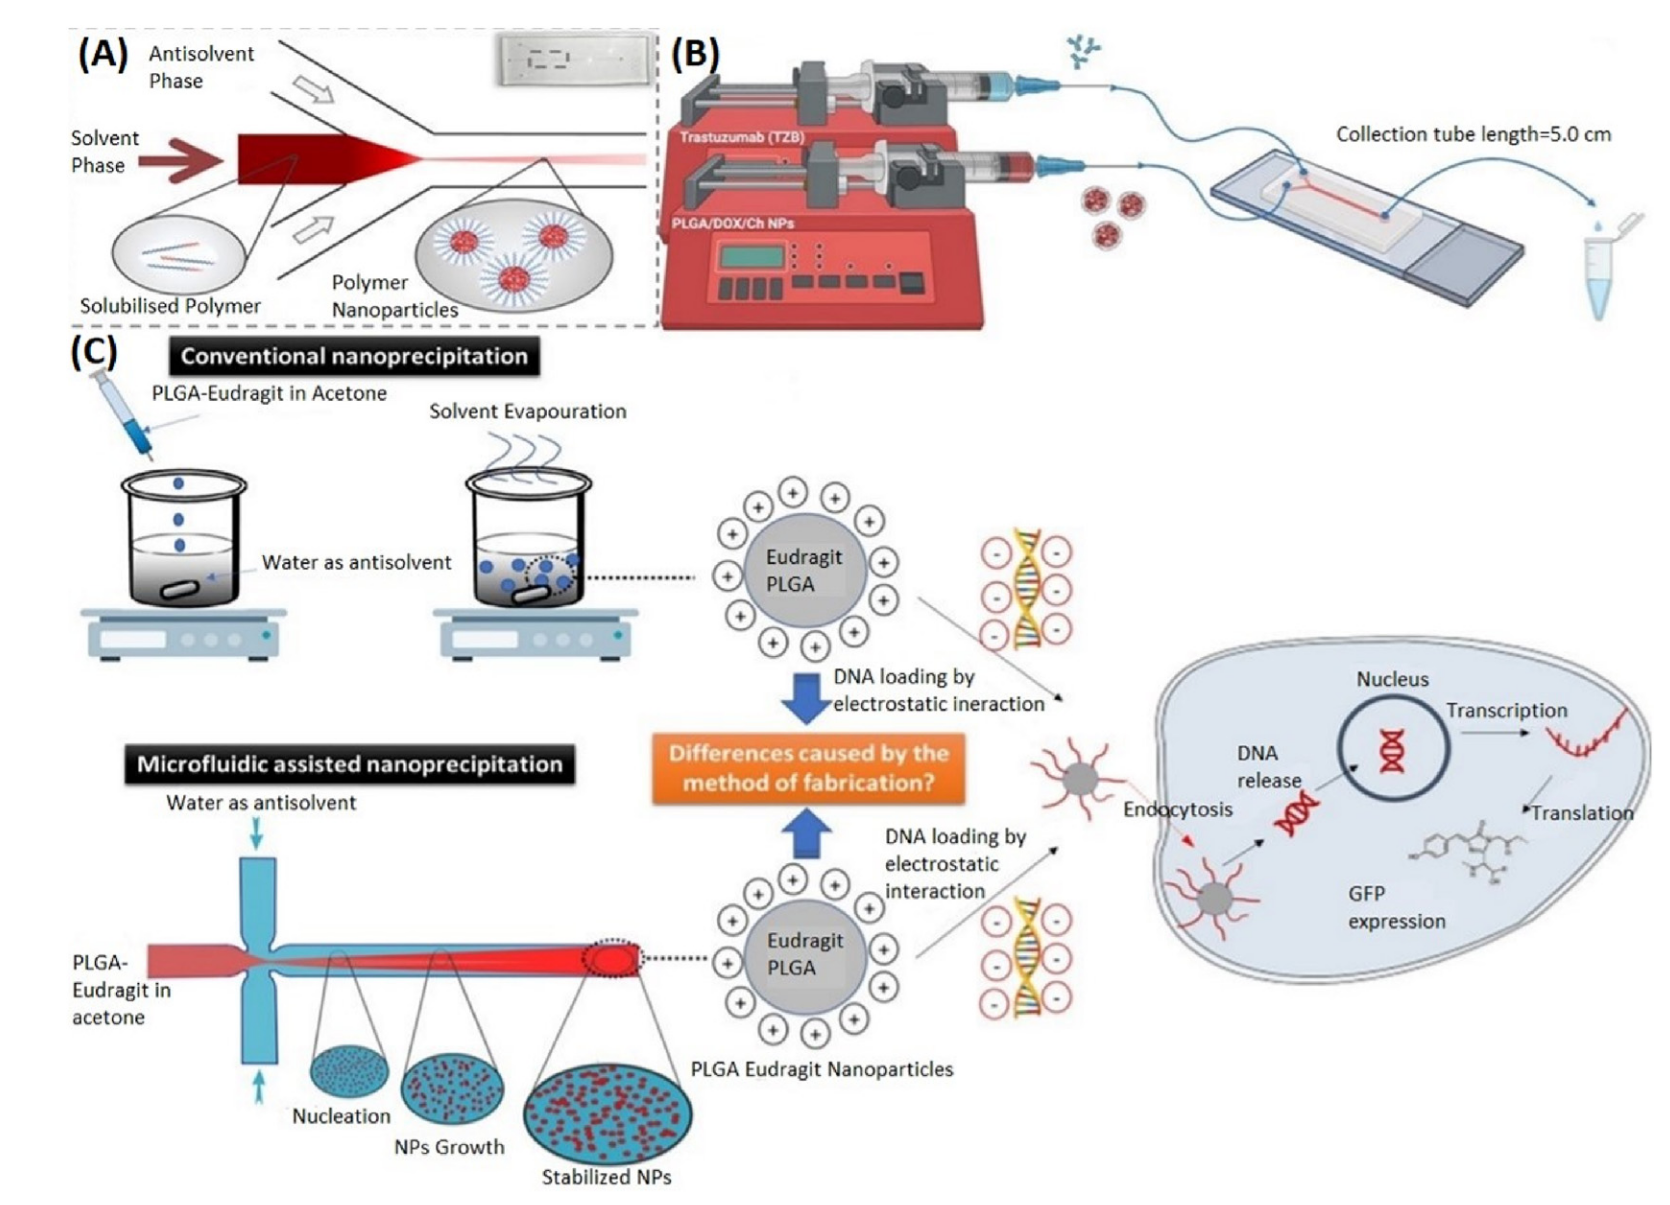 (A)
Antisolvent
Phase
Solvent
Phase
Solubilised Polymer
Polymer
Nanoparticles
(B)
Trastuzumab (TZB)
PLGA/DOX/Ch NPs
Collection tube length=5.0 cm
(C)
Conventional nanoprecipitation
PLGA-Eudragit in Acetone
Solvent Evapouration
Water as antisolvent
Eudragit
PLGA
DNA loading by
electrostatic ineraction
Differences caused by the
method of fabrication?
Microfluidic assisted nanoprecipitation
Water as antisolvent
PLGA-
Eudragit in
acetone
Nucleation
NPs Growth
Stabilized NPs
DNA loading by
electrostatic
interaction
Eudragit
PLGA
PLGA Eudragit Nanoparticles
Endocytosis
DNA
release
Nucleus
Transcription
Translation
GFP
expression